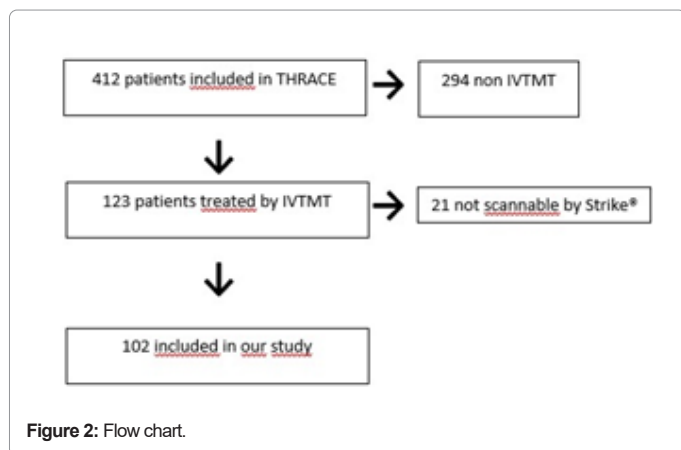 412 patients included in THRACE
294 non IVTMT
123 patients treated by IVTMT
21 not scannable by Strike®
102 included in our study
Figure 2: Flow chart.